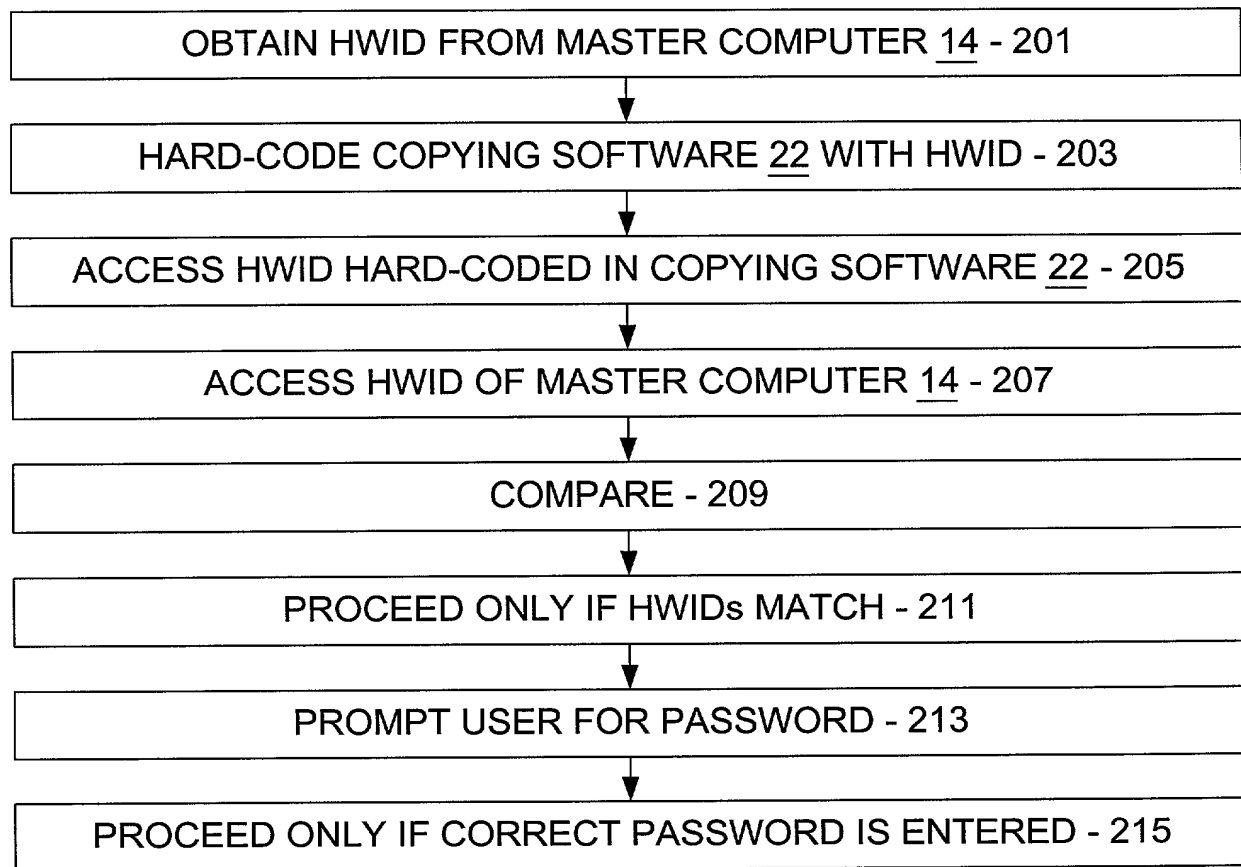 OBTAIN HWID FROM MASTER COMPUTER 14 - 201
HARD-CODE COPYING SOFTWARE 22 WITH HWID - 203
ACCESS HWID HARD-CODED IN COPYING SOFTWARE 22 - 205
ACCESS HWID OF MASTER COMPUTER 14 - 207
COMPARE - 209
PROCEED ONLY IF HWIDs MATCH - 211
PROMPT USER FOR PASSWORD - 213
PROCEED ONLY IF CORRECT PASSWORD IS ENTERED - 215